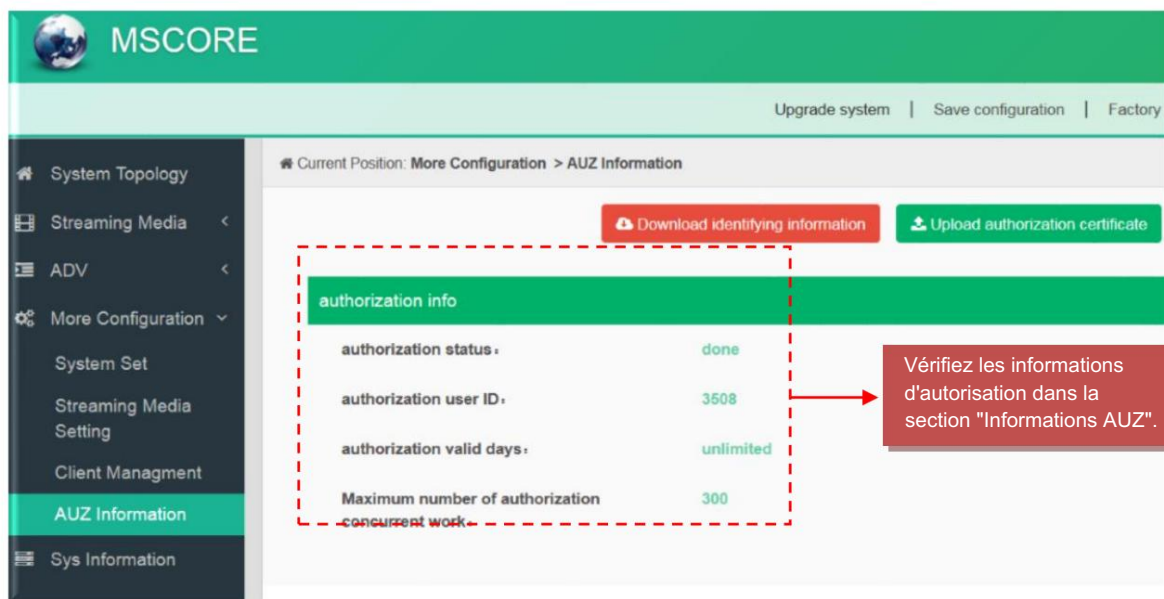 MSCORE
Upgrade system | Save configuration | Factory
System Topology
Streaming Media
ADV
More Configuration
System Set
Streaming Media
Setting
Client Managment
AUZ Information
Sys Information
Current Position: More Configuration > AUZ Information
Download identifying information
Upload authorization certificate
authorization info
authorization status: done
authorization user ID: 3508
authorization valid days: unlimited
Maximum number of authorization 300
concurrent work:
Vérifiez les informations
d'autorisation dans la
section "Informations AUZ".